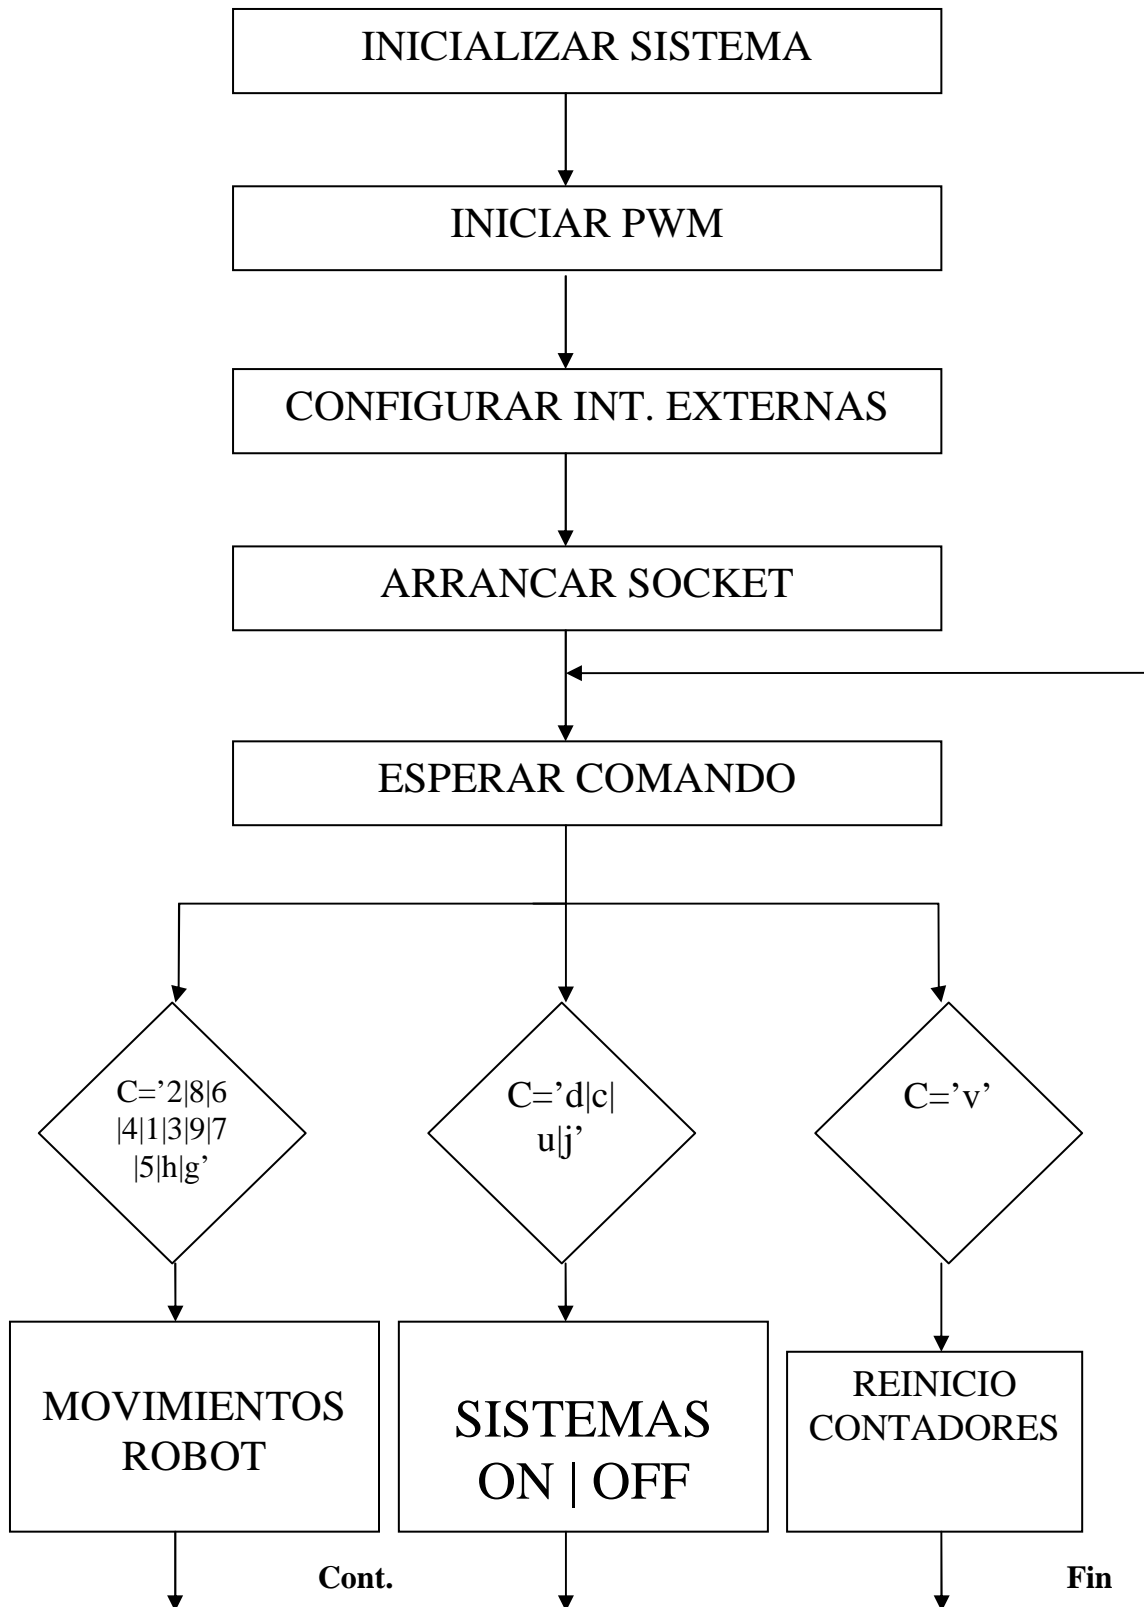 INICIALIZAR SISTEMA
INICIAR PWM
CONFIGURAR INT. EXTERNAS
ARRANCAR SOCKET
ESPERAR COMANDO
C=’2|8|6
|4|1|3|9|7
|5|h|g’
C=’d|c|
u|j’
C=’v’
MOVIMIENTOS
ROBOT
SISTEMAS
ON | OFF
REINICIO
CONTADORES
Cont.
Fin